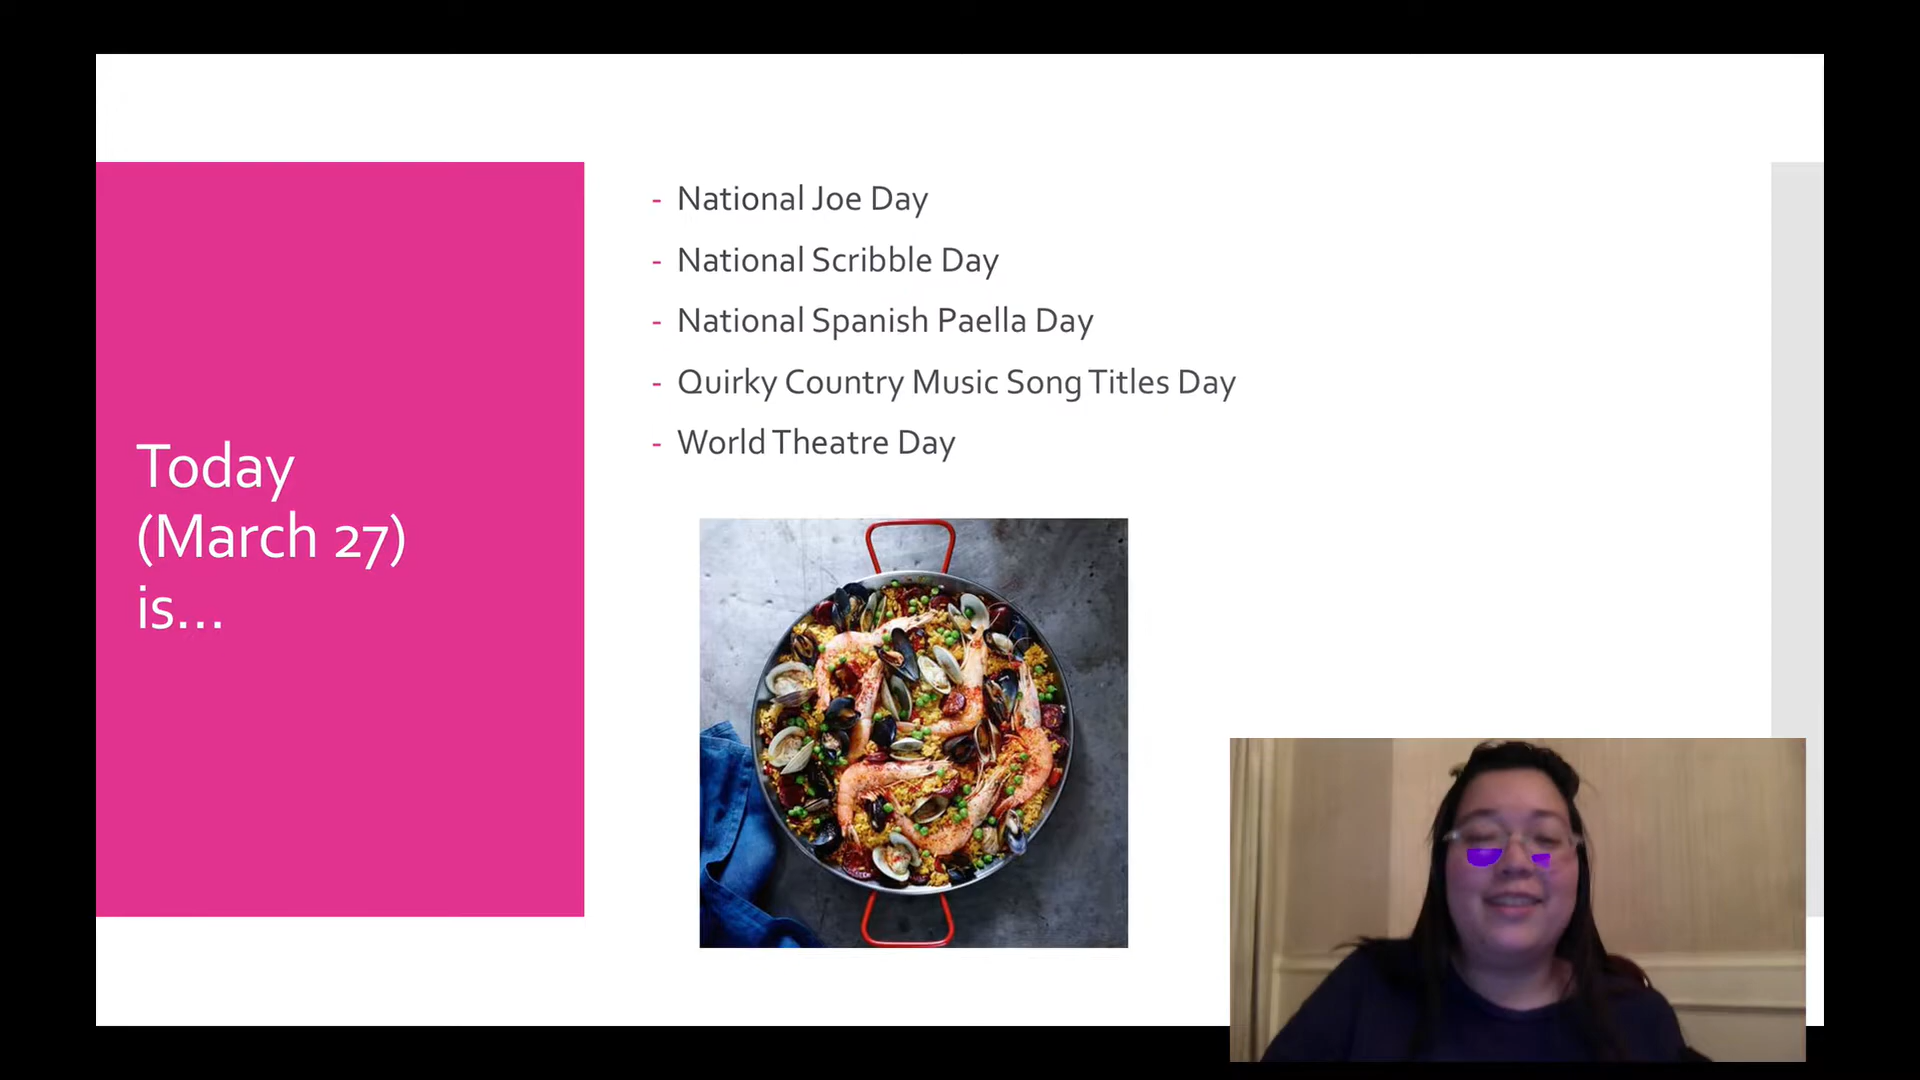 Today
(March 27)
is...
- National Joe Day
- National Scribble Day
- National Spanish Paella Day
- Quirky Country Music Song Titles Day
- World Theatre Day